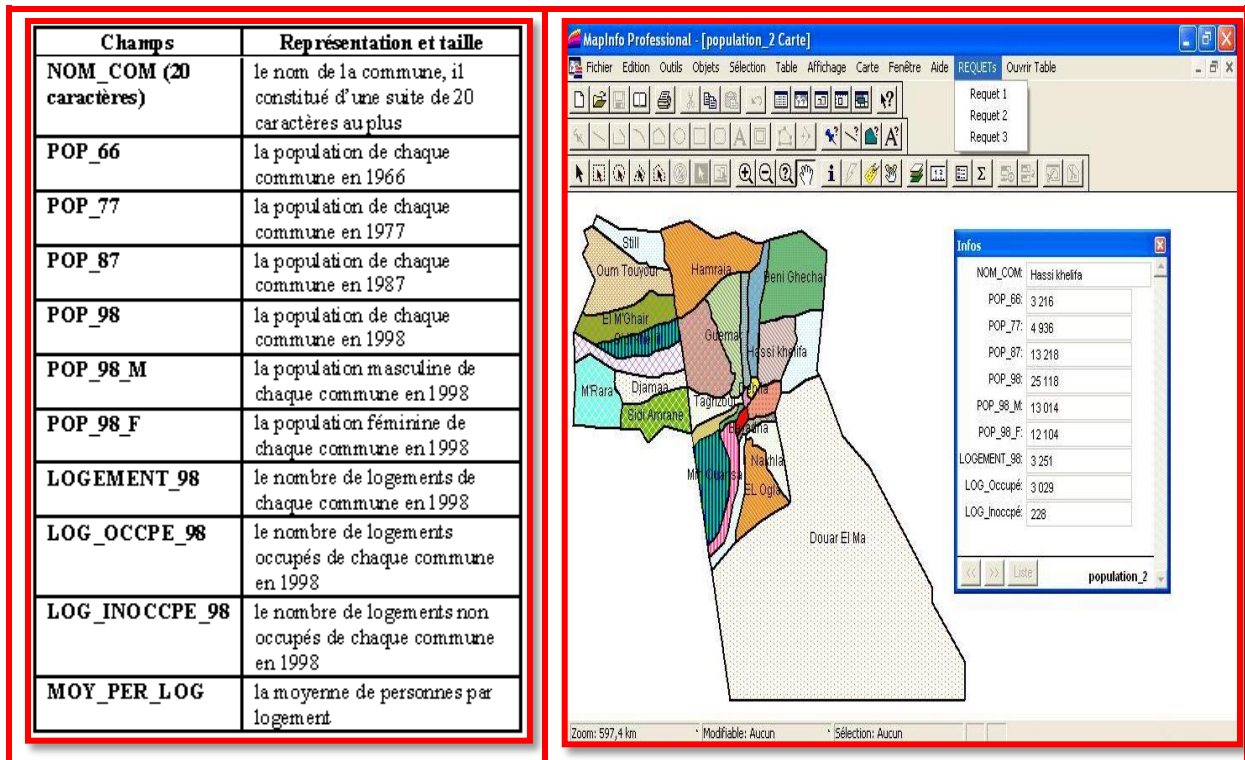 Champs
Représentation et taille
NOM_COM (20
caractères)
le nom de la commune, il
constitué d'une suite de 20
caractères au plus
POP_66
la population de chaque
commune en 1966
POP_77
la population de chaque
commune en 1977
POP_87
la population de chaque
commune en 1987
POP_98
la population de chaque
commune en 1998
POP_98_M
la population masculine de
chaque commune en 1998
POP_98_F
la population féminine de
chaque commune en 1998
LOGEMENT_98
le nombre de logements de
chaque commune en 1998
LOG_OCCPE_98
le nombre de logements
occupés de chaque commune
en 1998
LOG_INOCCPE_98
le nombre de logements non
occupés de chaque commune
en 1998
MOY_PER_LOG
la moyenne de personnes par
logement
MapInfo Professional - [population_2 Carte]
Fichier Edition Outils Objets Sélection Table Affichage Carte Fenêtre Aide REQUETs Ouvrir Table
Requet 1
Requet 2
Requet 3
Still
Oum Touyour
Hamraia
Beni Ghecha
El M'Ghair
Guemar
Hassi khelifa
M'Rara
Djamaa
Taghzout
Sidi Amrane
Nakhla
EL Ogla
Douar El Ma
Infos
NOM_COM: Hassi khelifa
POP_66: 3 216
POP_77: 4 936
POP_87: 13 218
POP_98: 25 118
POP_98_M: 13 014
POP_98_F: 12 104
LOGEMENT_98: 3 251
LOG_Occupé: 3 029
LOG_Inoccpé: 228
<< >> Liste
population_2
Zoom: 597,4 km
Modifiable: Aucun
Sélection: Aucun